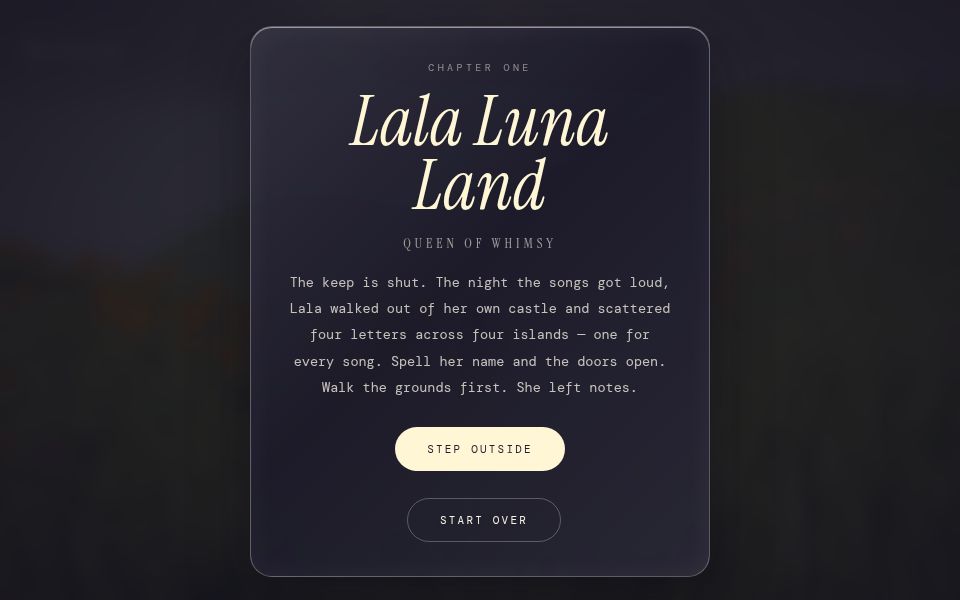 CHAPTER ONE
Lala Luna
Land
QUEEN OF WHIMSY
The keep is shut. The night the songs got loud,
Lala walked out of her own castle and scattered
four letters across four islands — one for
every song. Spell her name and the doors open.
Walk the grounds first. She left notes.
STEP OUTSIDE
START OVER